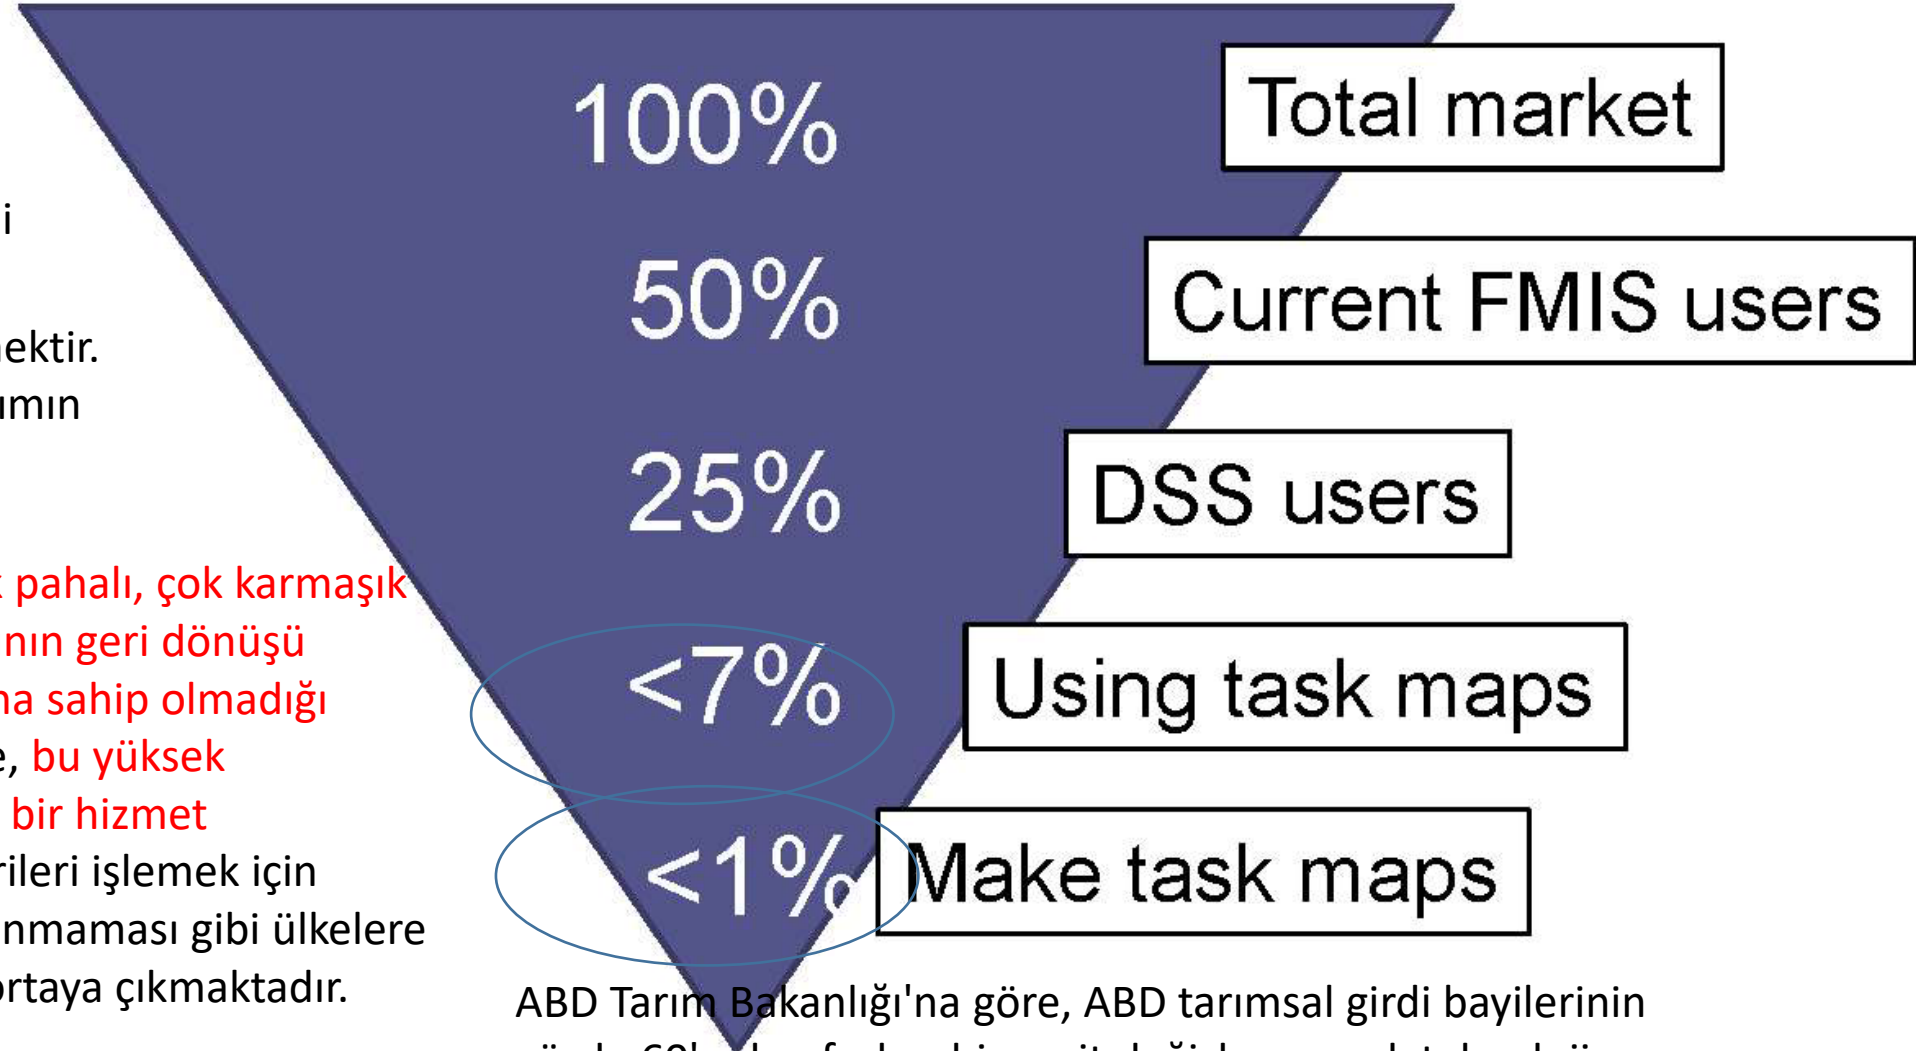 100%
Total market
50%
Current FMIS users
25%
DSS users
<7%
Using task maps
<1%
Make task maps
i
ektir.
ımın
pahalı, çok karmaşık
nın geri dönüşü
na sahip olmadığı
e, bu yüksek
bir hizmet
rileri işlemek için
nmaması gibi ülkelere
ortaya çıkmaktadır.
ABD Tarım Bakanlığı'na göre, ABD tarımsal girdi bayilerinin